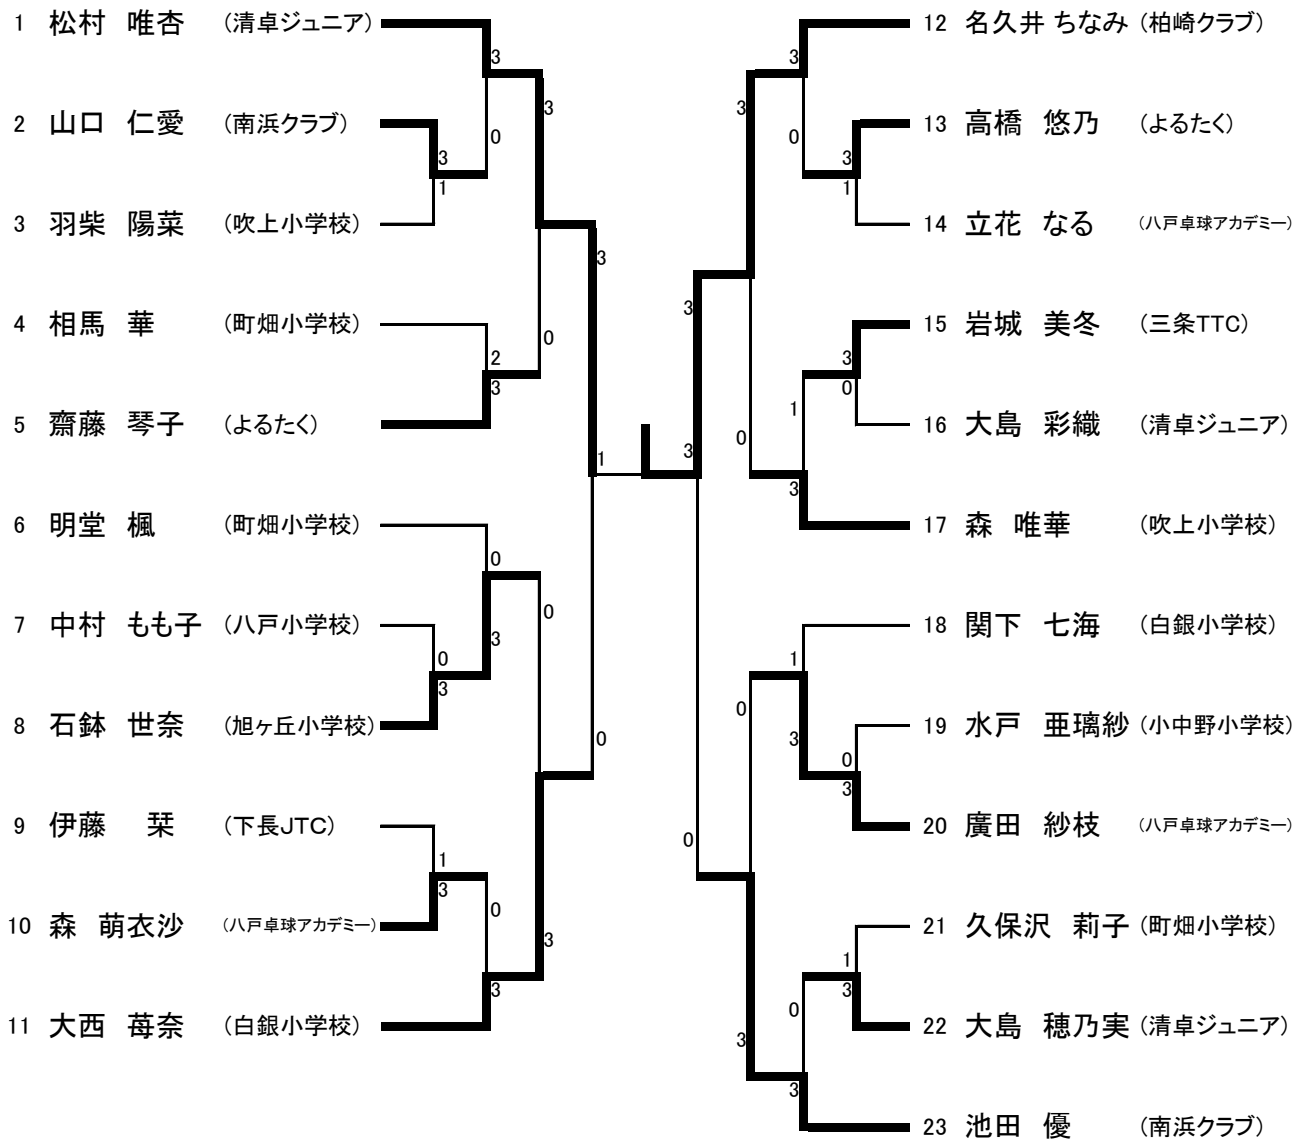 1 松村 唯杏 (清卓ジュニア)
3
0
3
2 山口 仁愛 (南浜クラブ)
3
1
3 羽柴 陽菜 (吹上小学校)
3
4 相馬 華 (町畑小学校)
2
3
0
5 齋藤 琴子 (よるたく)
1
6 明堂 楓 (町畑小学校)
0
3
0
7 中村 もも子 (八戸小学校)
0
3
8 石鉢 世奈 (旭ヶ丘小学校)
0
9 伊藤 栞 (下長JTC)
1
3
0
10 森 萌衣沙 (八戸卓球アカデミー)
3
3
11 大西 苺奈 (白銀小学校)
12 名久井 ちなみ (柏崎クラブ)
3
0
3
13 高橋 悠乃 (よるたく)
3
1
14 立花 なる (八戸卓球アカデミー)
3
15 岩城 美冬 (三条TTC)
3
0
1
16 大島 彩織 (清卓ジュニア)
0
3
3
17 森 唯華 (吹上小学校)
18 関下 七海 (白銀小学校)
1
3
0
19 水戸 亜璃紗 (小中野小学校)
0
3
20 廣田 紗枝 (八戸卓球アカデミー)
0
21 久保沢 莉子 (町畑小学校)
1
3
0
22 大島 穂乃実 (清卓ジュニア)
3
3
23 池田 優 (南浜クラブ)